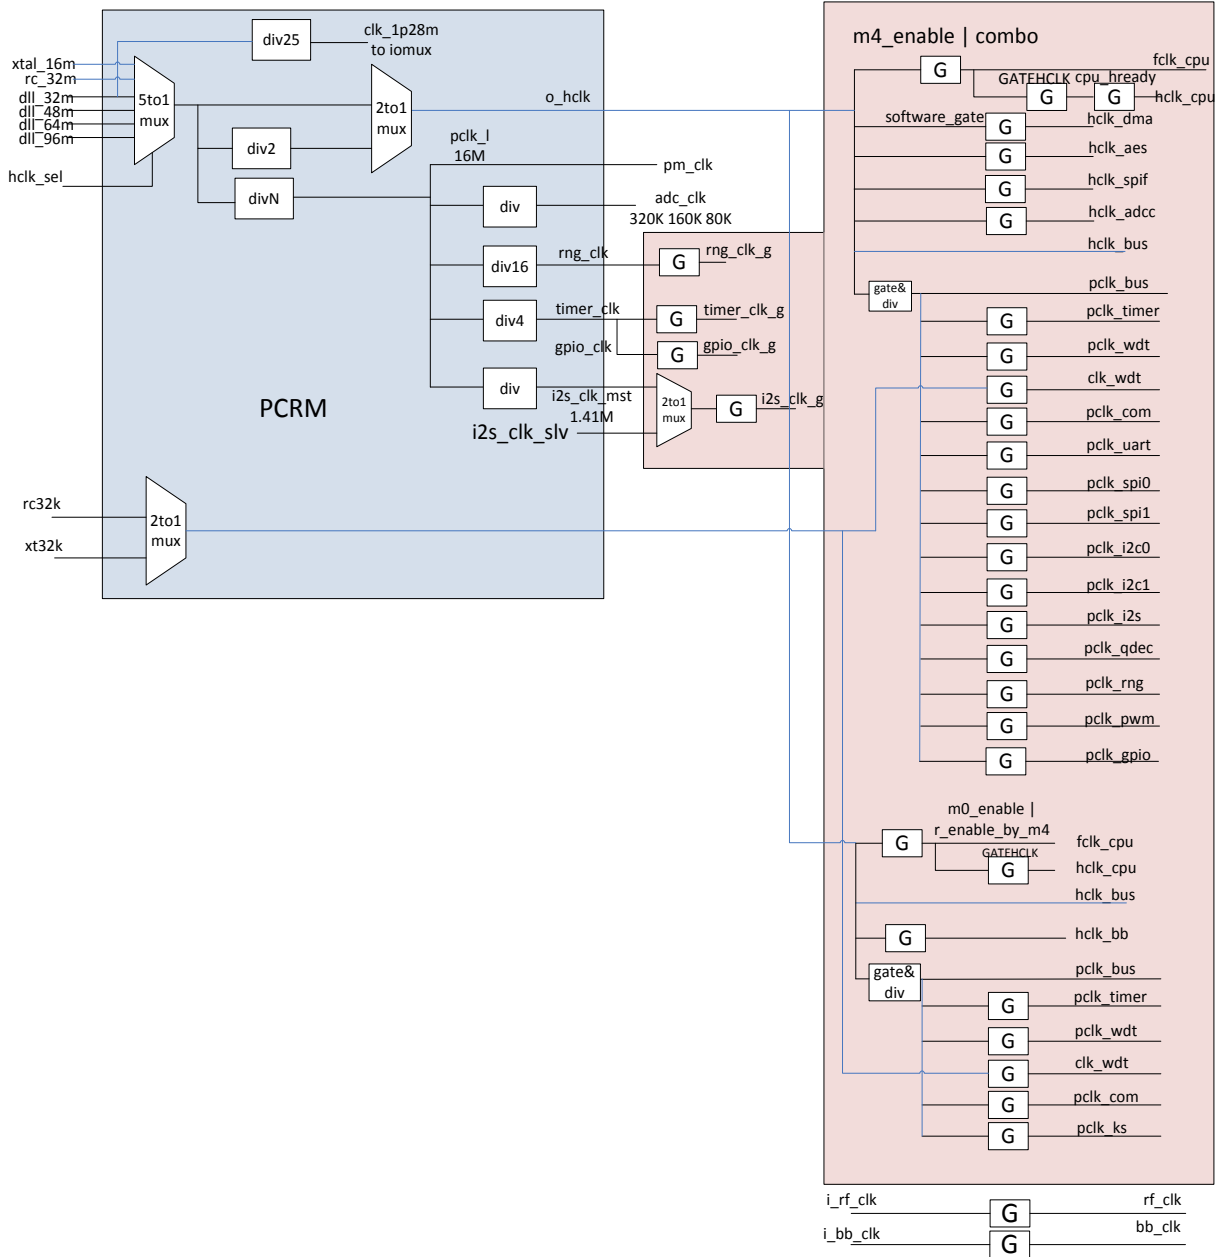 div25
clk_1p28m
to iomux
xtal_16m
rc_32m
dll_32m
dll_48m
dll_64m
dll_96m
5to1
mux
hclk_sel
div2
divN
2to1
mux
o_hclk
pclk_l
16M
pm_clk
div
adc_clk
320K 160K 80K
div16
rng_clk
G
rng_clk_g
div4
timer_clk
G
timer_clk_g
gpio_clk
G
gpio_clk_g
div
i2s_clk_mst
1.41M
i2s_clk_slv
2to1
mux
G
i2s_clk_g
PCRM
rc32k
xt32k
2to1
mux
m4_enable | combo
G
fclk_cpu
GATEHCLK cpu_hready
G
G
hclk_cpu
software_gate
G
hclk_dma
G
hclk_aes
G
hclk_spif
G
hclk_adcc
hclk_bus
gate&
div
pclk_bus
G
pclk_timer
G
pclk_wdt
G
clk_wdt
G
pclk_com
G
pclk_uart
G
pclk_spi0
G
pclk_spi1
G
pclk_i2c0
G
pclk_i2c1
G
pclk_i2s
G
pclk_qdec
G
pclk_rng
G
pclk_pwm
G
pclk_gpio
m0_enable |
r_enable_by_m4
G
fclk_cpu
GATEHCLK
G
hclk_cpu
hclk_bus
G
hclk_bb
gate&
div
pclk_bus
G
pclk_timer
G
pclk_wdt
G
clk_wdt
G
pclk_com
G
pclk_ks
i_rf_clk
G
rf_clk
i_bb_clk
G
bb_clk